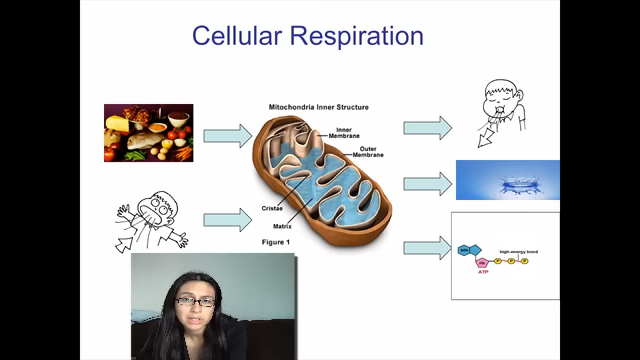 Cellular Respiration
Mitochondria Inner Structure
Inner
Membrane
Outer
Membrane
Cristae
Matrix
Figure 1
high-energy bond
P
P
P
ATP